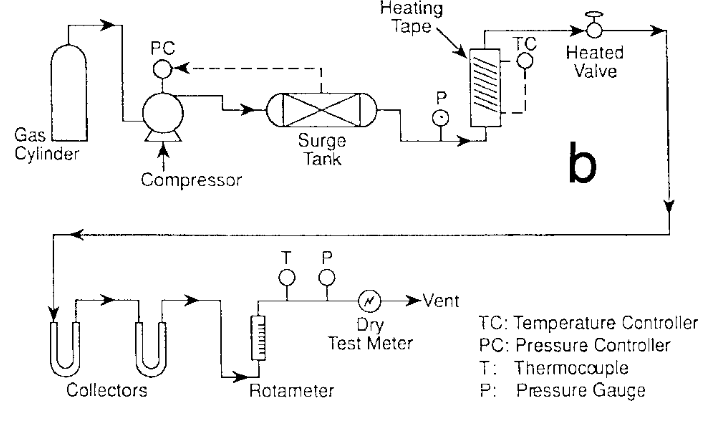 Heating
Tape
PC
TC
Heated
Valve
P
Gas
Cylinder
Surge
Tank
Compressor
b
T P
Vent
Dry
Test Meter
Collectors
Rotameter
TC: Temperature Controller
PC: Pressure Controller
T: Thermocouple
P: Pressure Gauge